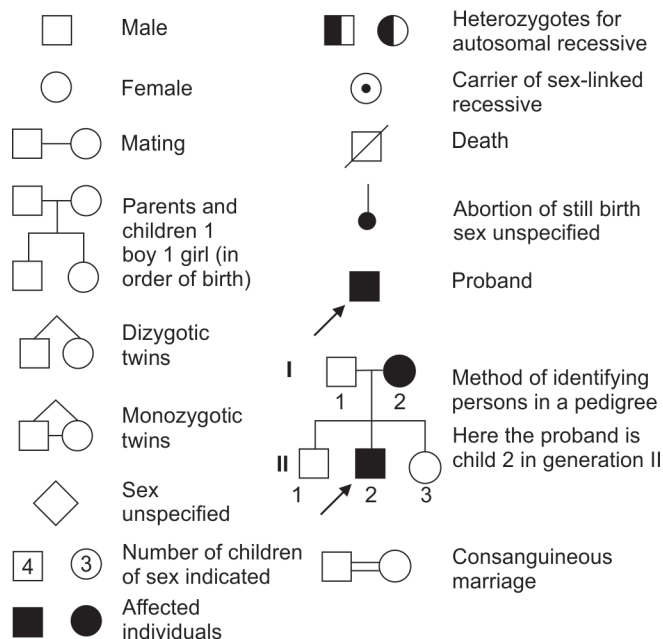 Male
Female
Mating
Parents and
children 1
boy 1 girl (in
order of birth)
Dizygotic
twins
Monozygotic
twins
Sex
unspecified
4 3 Number of children
of sex indicated
Affected
individuals
Heterozygotes for
autosomal recessive
Carrier of sex-linked
recessive
Death
Abortion of still birth
sex unspecified
Proband
I
1 2
II
1 2 3
Method of identifying
persons in a pedigree
Here the proband is
child 2 in generation II
Consanguineous
marriage